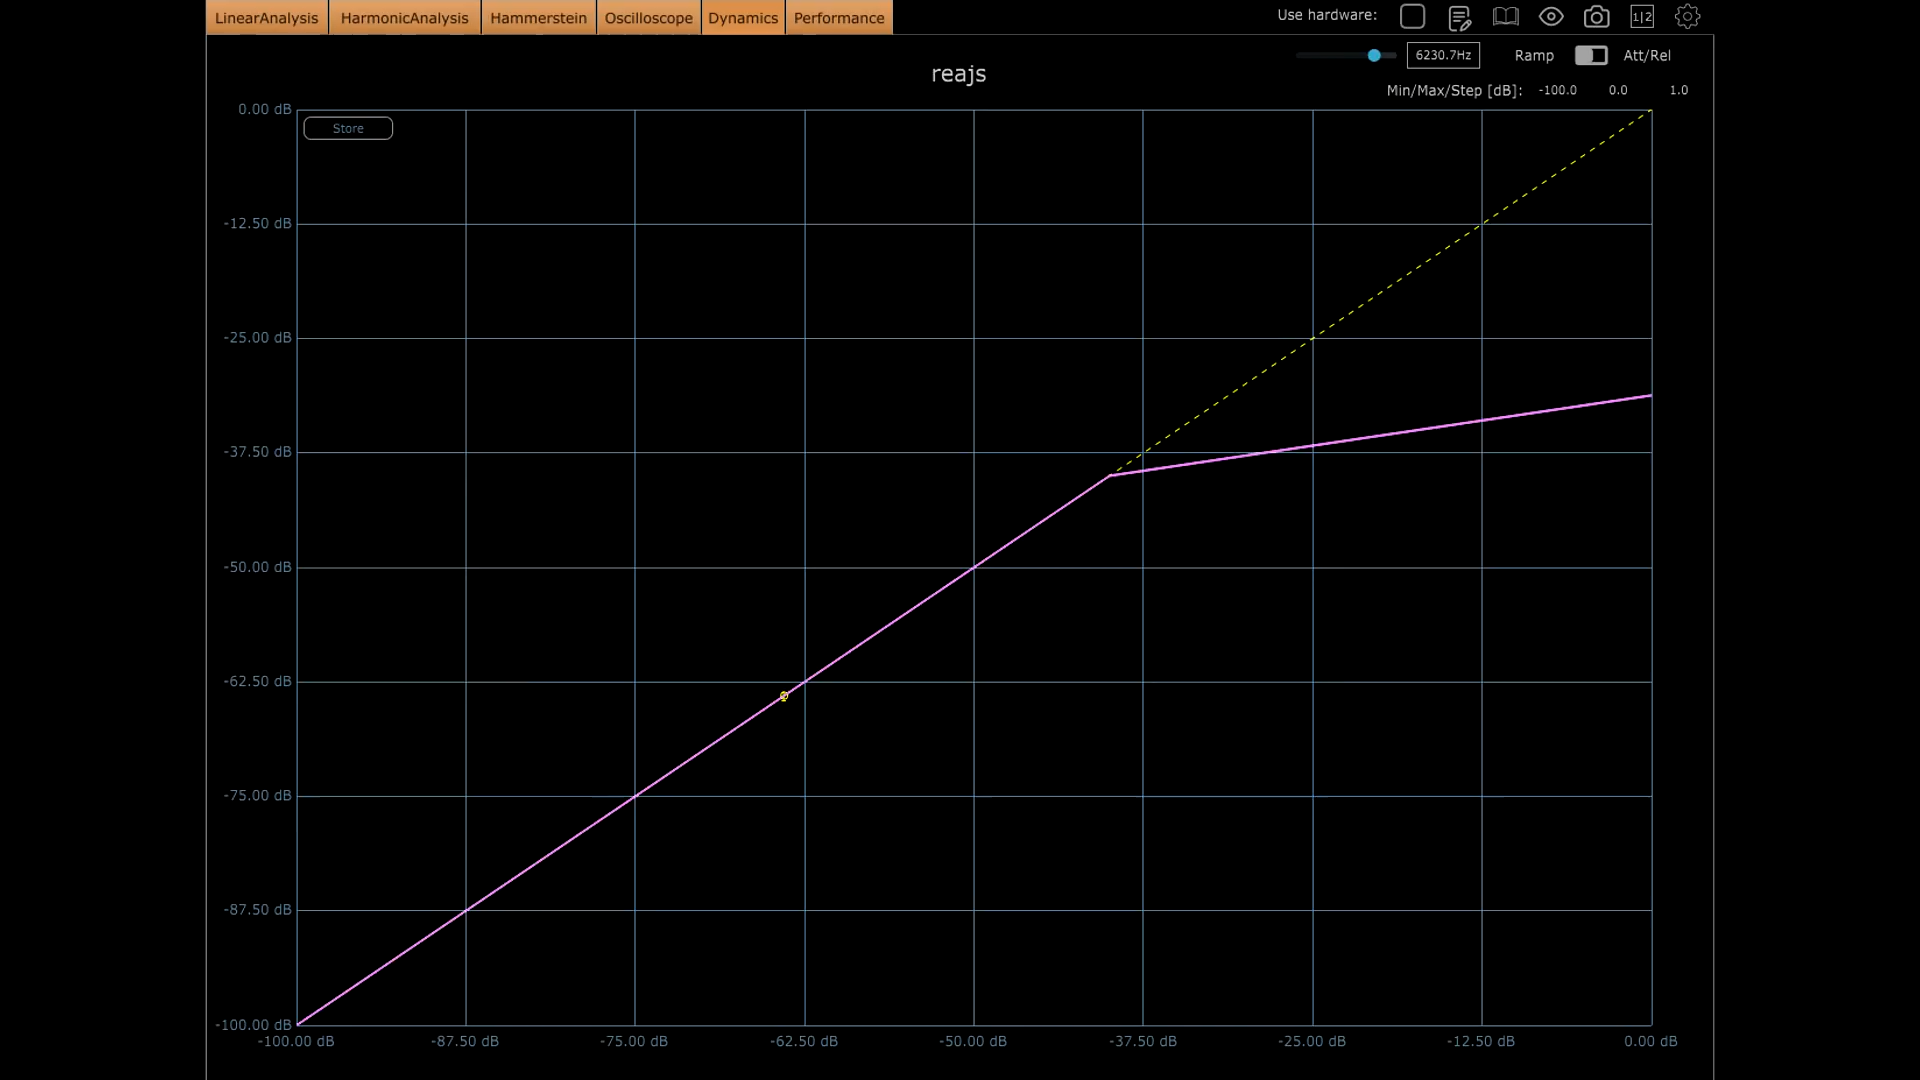 LinearAnalysis HarmonicAnalysis Hammerstein Oscilloscope Dynamics Performance Use hardware: 1|2
6230.7Hz Ramp Att/Rel
reajs
Min/Max/Step [dB]: -100.0 0.0 1.0
0.00 dB
Store
-12.50 dB
-25.00 dB
-37.50 dB
-50.00 dB
-62.50 dB
-75.00 dB
-87.50 dB
-100.00 dB
-100.00 dB -87.50 dB -75.00 dB -62.50 dB -50.00 dB -37.50 dB -25.00 dB -12.50 dB 0.00 dB